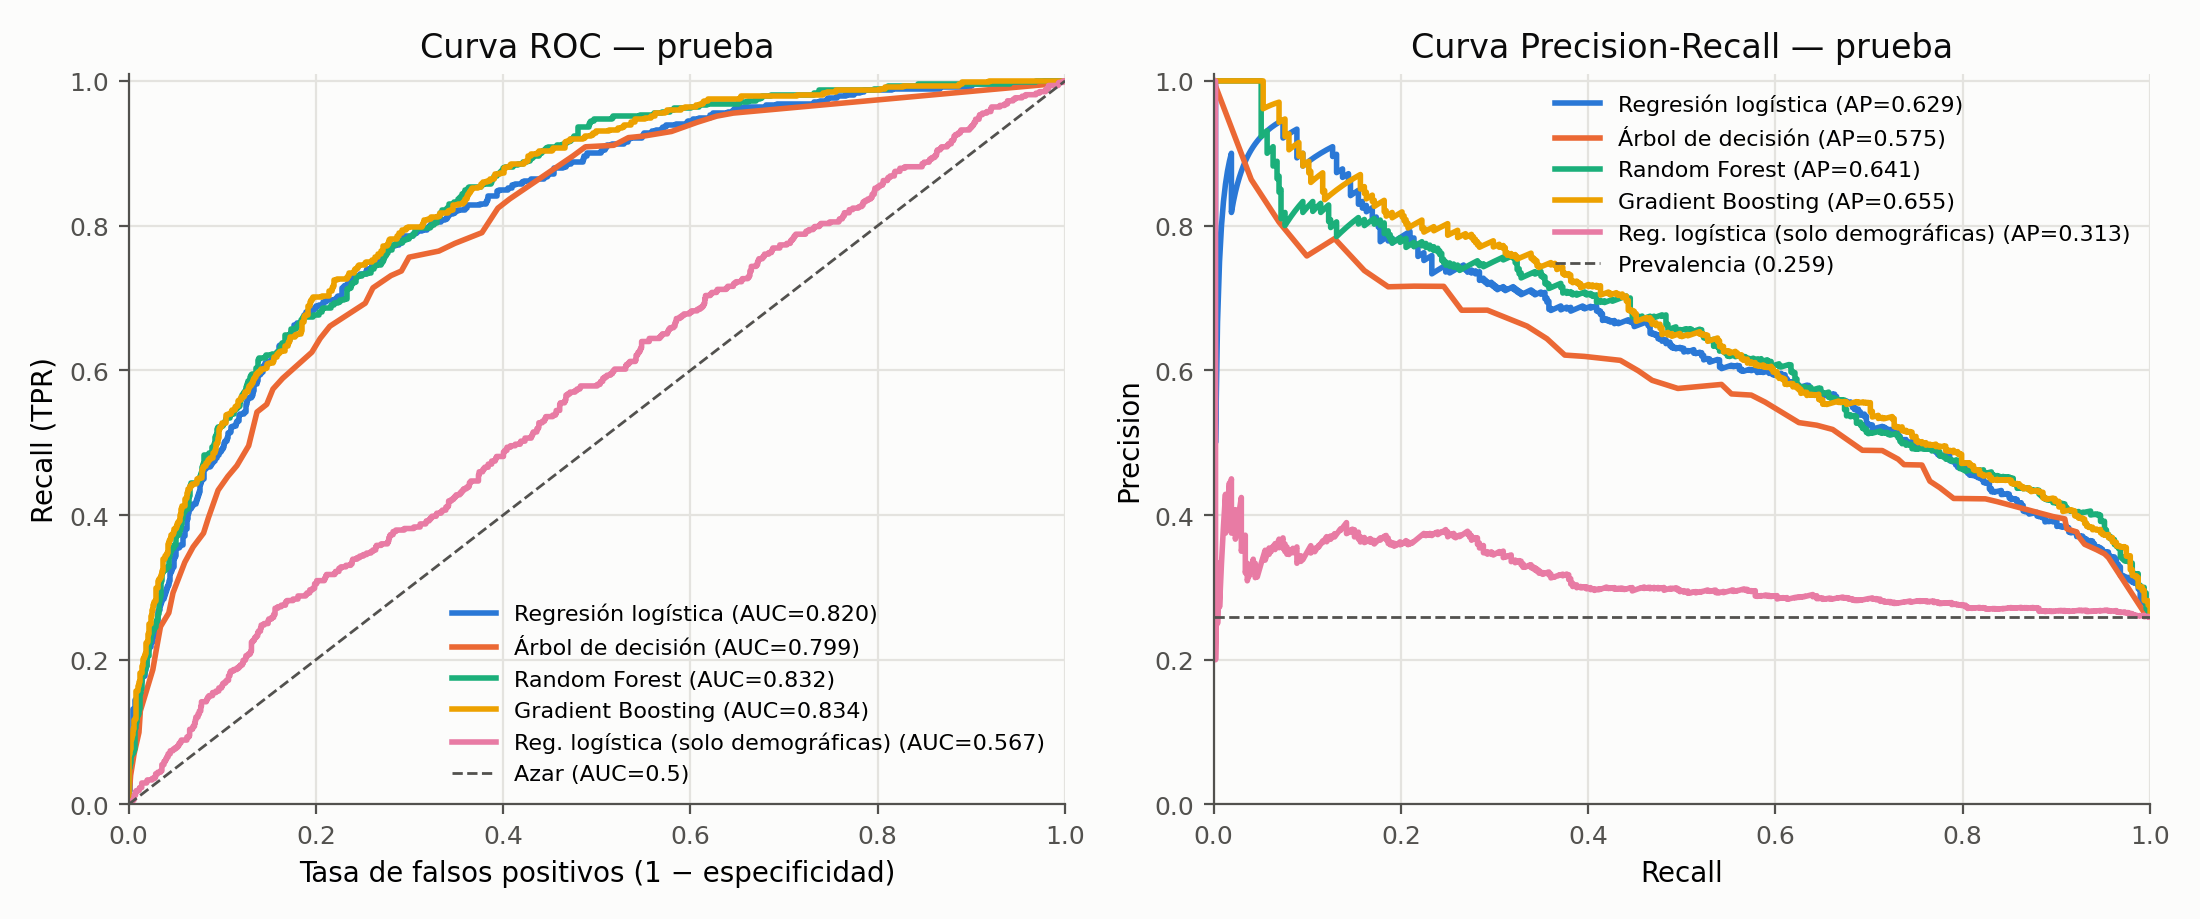 Curva ROC — prueba
1.0
0.8
0.6
0.4
0.2
0.0
Recall (TPR)
Regresión logística (AUC=0.820)
Árbol de decisión (AUC=0.799)
Random Forest (AUC=0.832)
Gradient Boosting (AUC=0.834)
Reg. logística (solo demográficas) (AUC=0.567)
Azar (AUC=0.5)
0.0 0.2 0.4 0.6 0.8 1.0
Tasa de falsos positivos (1 − especificidad)
Curva Precision-Recall — prueba
1.0
0.8
0.6
0.4
0.2
0.0
Precision
Regresión logística (AP=0.629)
Árbol de decisión (AP=0.575)
Random Forest (AP=0.641)
Gradient Boosting (AP=0.655)
Reg. logística (solo demográficas) (AP=0.313)
Prevalencia (0.259)
0.0 0.2 0.4 0.6 0.8 1.0
Recall